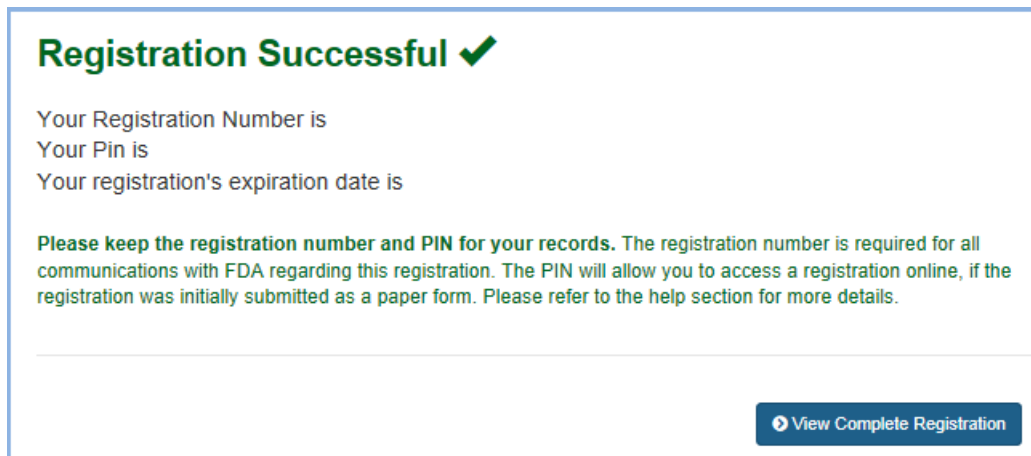 Registration Successful
Your Registration Number is
Your Pin is
Your registration's expiration date is
Please keep the registration number and PIN for your records. The registration number is required for all
communications with FDA regarding this registration. The PIN will allow you to access a registration online, if the
registration was initially submitted as a paper form. Please refer to the help section for more details.
View Complete Registration